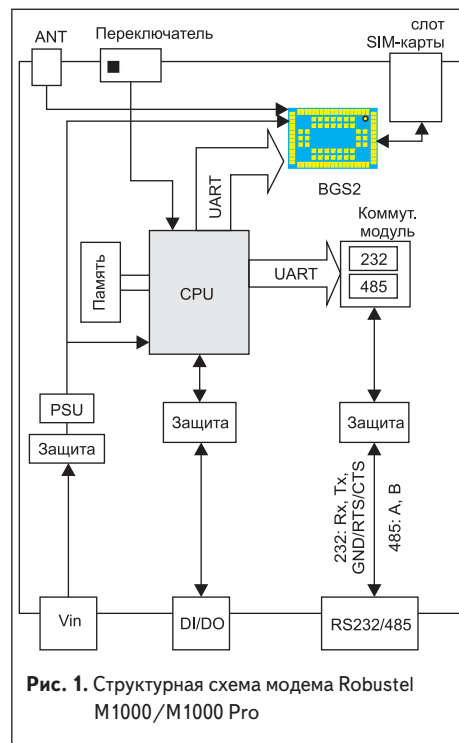 ANT
Переключатель
слот
SIM-карты
BGS2
UART
Коммут.
модуль
232
485
UART
Память
CPU
PSU
Защита
Защита
Защита
232: Rx, Tx,
GND/RTS/CTS
485: A, B
Vin
DI/DO
RS232/485
Рис. 1. Структурная схема модема Robustel
M1000/M1000 Pro